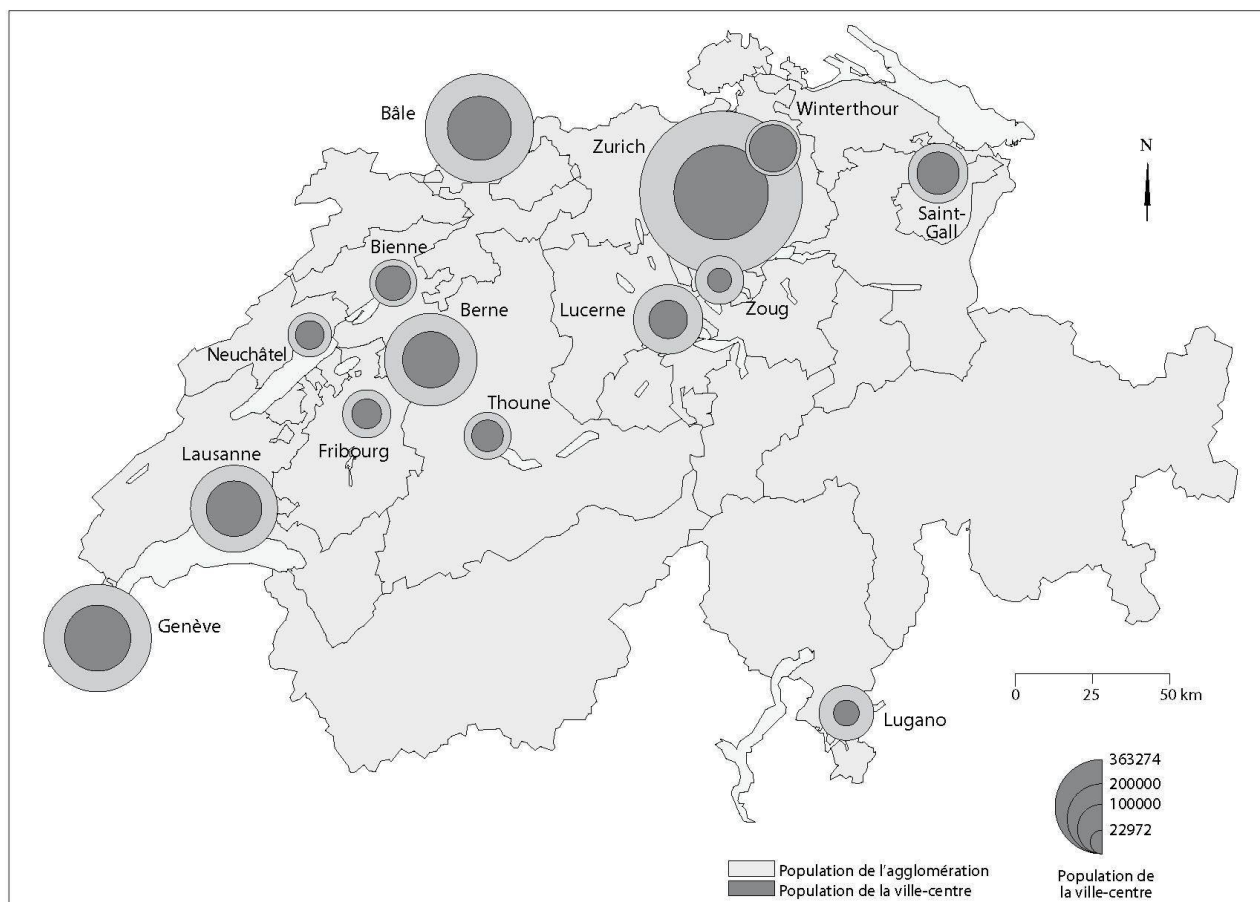 Bâle
Winterthour
Zurich
N
Saint-
Gall
Bienne
Berne
Lucerne
Zoug
Neuchâtel
Thoune
Fribourg
Lausanne
Genève
Lugano
0 25 50 km
363274
200000
100000
22972
Population de l'agglomération
Population de la ville-centre
Population de
la ville-centre